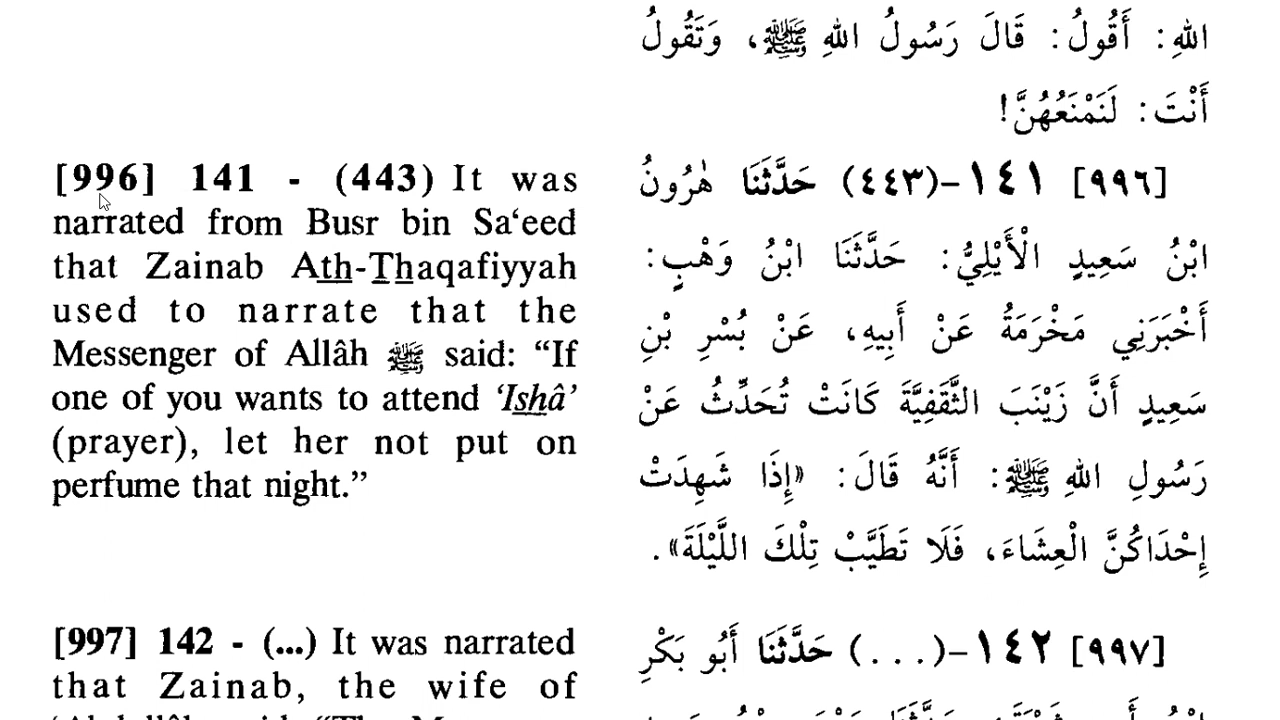 [996] 141 - (443) It was
narrated from Busr bin Sa‘eed
that Zainab Ath-Thaqafiyyah
used to narrate that the
Messenger of Allâh ﷺ said: “If
one of you wants to attend ‘Ishâ’
(prayer), let her not put on
perfume that night.”
[997] 142 - (...) It was narrated
that Zainab, the wife of
اللهِ: أَقُولُ: قَالَ رَسُولُ اللهِ ﷺ، وَتَقُولُ
أَنْتَ: لَنَمْنَعُهُنَّ!
[٩٩٦] ١٤١-(٤٤٣) حَدَّثَنَا هٰرُونُ
ابْنُ سَعِيدٍ الْأَيْلِيُّ: حَدَّثَنَا ابْنُ وَهْبٍ:
أَخْبَرَنِي مَخْرَمَةُ عَنْ أَبِيهِ، عَنْ بُسْرِ بْنِ
سَعِيدٍ أَنَّ زَيْنَبَ الثَّقَفِيَّةَ كَانَتْ تُحَدِّثُ عَنْ
رَسُولِ اللهِ ﷺ: أَنَّهُ قَالَ: «إِذَا شَهِدَتْ
إِحْدَاكُنَّ الْعِشَاءَ، فَلَا تَطَيَّبْ تِلْكَ اللَّيْلَةَ».
[٩٩٧] ١٤٢-(...) حَدَّثَنَا أَبُو بَكْرِ